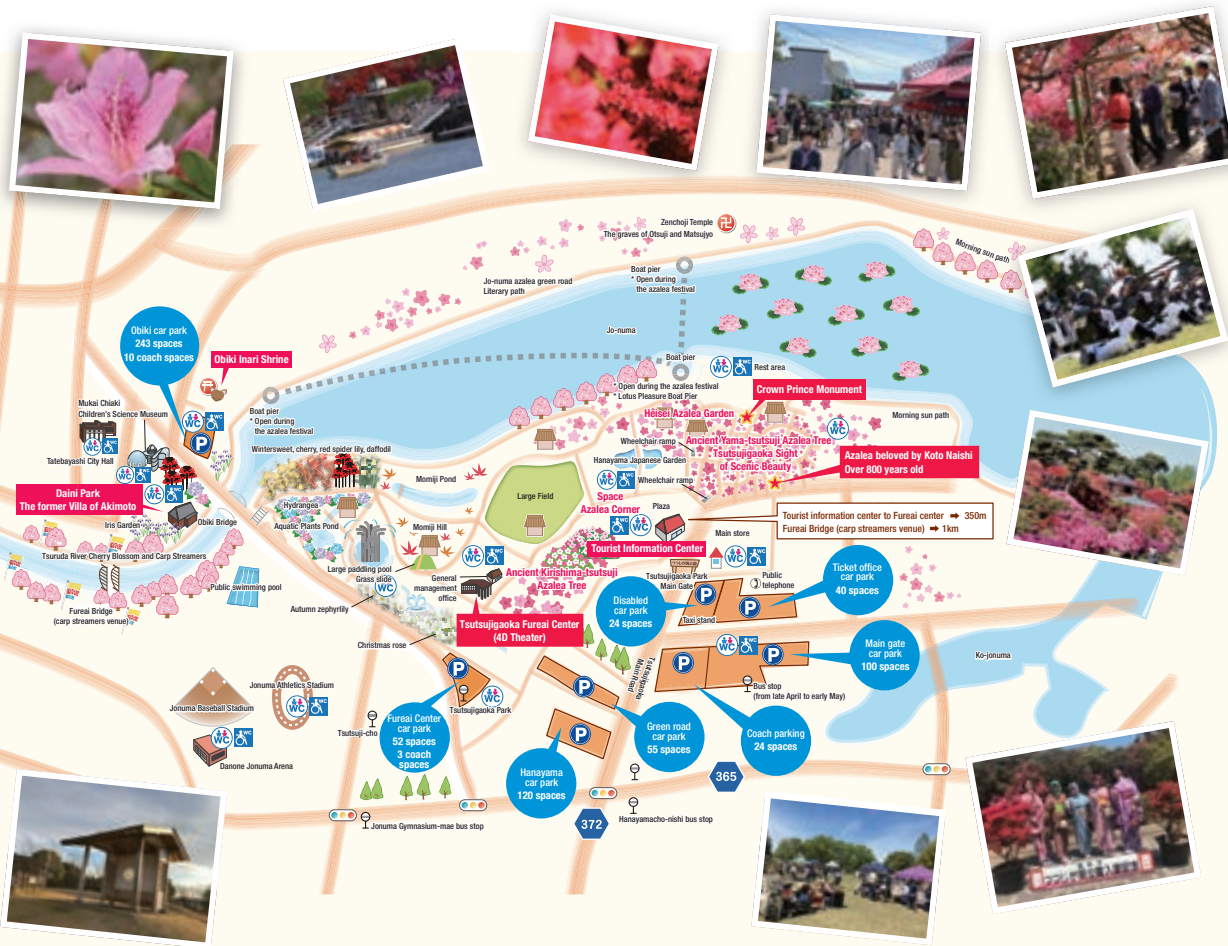 Zenchoji Temple
The graves of Otsuji and Matsujyo
Morning sun path
Jo-numa azalea green road
Literary path
Boat pier
* Open during
the azalea festival
Jo-numa
Obiki car park
243 spaces
10 coach spaces
Obiki Inari Shrine
Boat pier
Rest area
* Open during the azalea festival
Lotus Pleasure Boat Pier
Crown Prince Monument
Mukai Chiaki
Children's Science Museum
WC
WC
Boat pier
* Open during
the azalea festival
Heisei Azalea Garden
Morning sun path
Tatebayashi City Hall
Wintersweet, cherry, red spider lily, daffodil
Wheelchair ramp
Ancient Yama-tsutsuji Azalea Tree
Tsutsujigaoka Sight
of Scenic Beauty
Azalea beloved by Koto Naishi
Over 800 years old
Hanayama Japanese Garden
Momiji Pond
Wheelchair ramp
Daini Park
The former Villa of Akimoto
Large Field
Space
Azalea Corner
Plaza
Hydrangea
Iris Garden
Obiki Bridge
Aquatic Plants Pond
Momiji Hill
Tourist information center to Fureai center ➡ 350m
Fureai Bridge (carp streamers venue) ➡ 1km
Main store
Tsuruda River Cherry Blossom and Carp Streamers
Tourist Information Center
Large paddling pool
Grass slide
General
management
office
Ancient Kirishima-tsutsuji
Azalea Tree
Tsutsujigaoka Park
Main Gate
Public
telephone
Ticket office
car park
40 spaces
Public swimming pool
Autumn zephyrlily
Disabled
car park
24 spaces
Taxi stand
Fureai Bridge
(carp streamers venue)
Tsutsujigaoka Fureai Center
(4D Theater)
Christmas rose
Main gate
car park
100 spaces
Ko-jonuma
Tsutsujigaoka
Main Road
Bus stop
(from late April to early May)
Jonuma Athletics Stadium
Jonuma Baseball Stadium
Tsutsujigaoka Park
Tsutsuji-cho
Fureai Center
car park
52 spaces
3 coach
spaces
Green road
car park
55 spaces
Coach parking
24 spaces
Danone Jonuma Arena
Hanayama
car park
120 spaces
365
372
Jonuma Gymnasium-mae bus stop
Hanayamacho-nishi bus stop